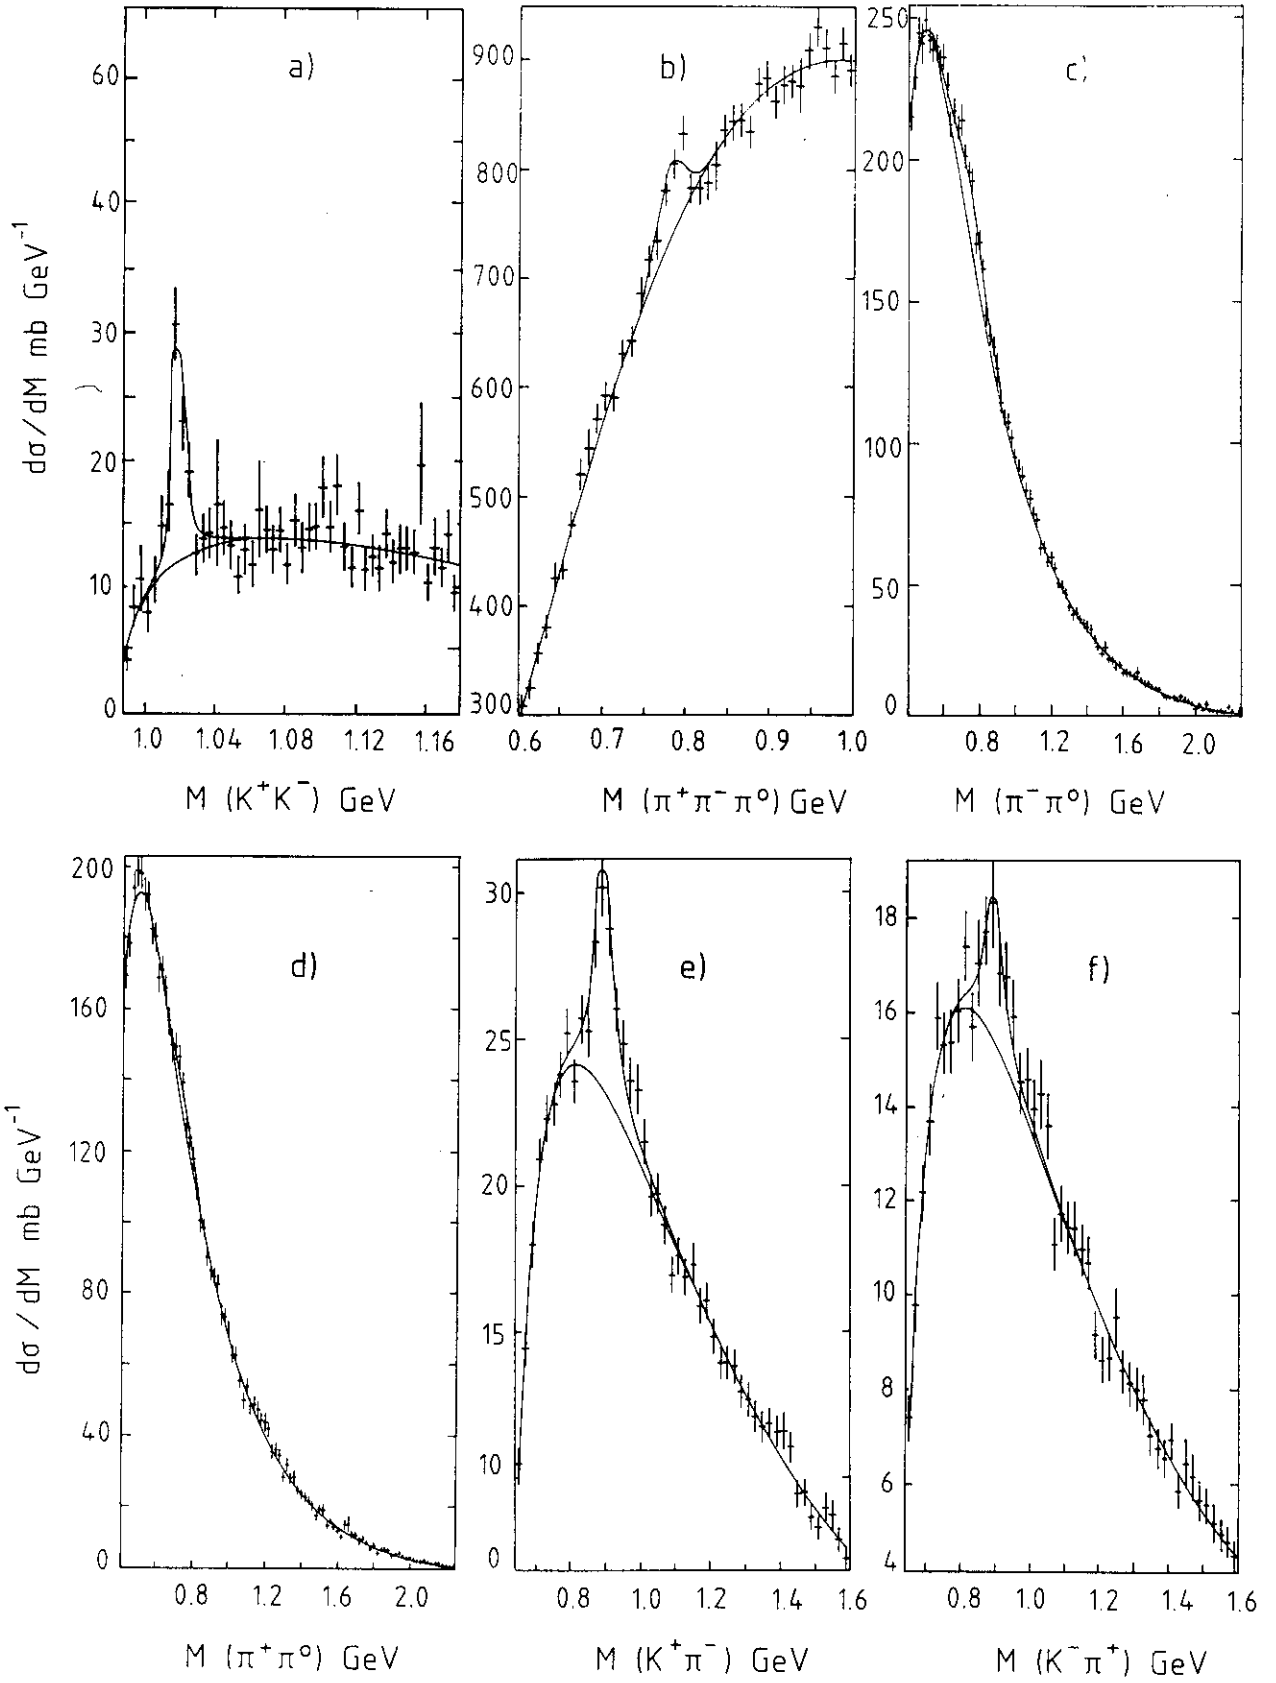 a)
60
40
30
20
10
0
1.0 1.04 1.08 1.12 1.16
M (K⁺K⁻) GeV
dσ/dM mb GeV⁻¹
b)
900
800
700
600
500
400
300
0.6 0.7 0.8 0.9 1.0
M (π⁺π⁻π⁰) GeV
c)
250
200
150
100
50
0
0.8 1.2 1.6 2.0
M (π⁻π⁰) GeV
d)
200
160
120
80
40
0
0.8 1.2 1.6 2.0
M (π⁺π⁰) GeV
dσ/dM mb GeV⁻¹
e)
30
25
20
15
10
0
0.8 1.0 1.2 1.4 1.6
M (K⁺π⁻) GeV
f)
18
16
14
12
10
8
6
4
0.8 1.0 1.2 1.4 1.6
M (K⁻π⁺) GeV